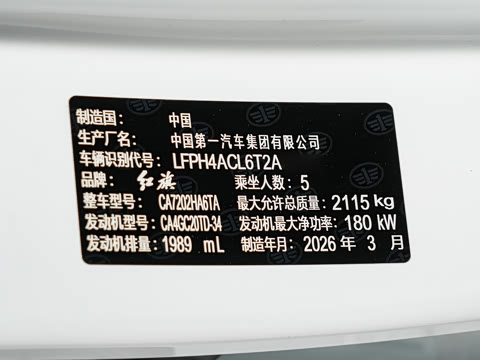 制造国： 中国
生产厂名： 中国第一汽车集团有限公司
车辆识别代号： LFPH4ACL6T2A
品牌： 红旗 乘坐人数： 5
整车型号： CA7202HA6TA 最大允许总质量： 2115 kg
发动机型号： CA4GC20TD-34 发动机最大净功率： 180 kW
发动机排量： 1989 mL 制造年月： 2026 年 3 月